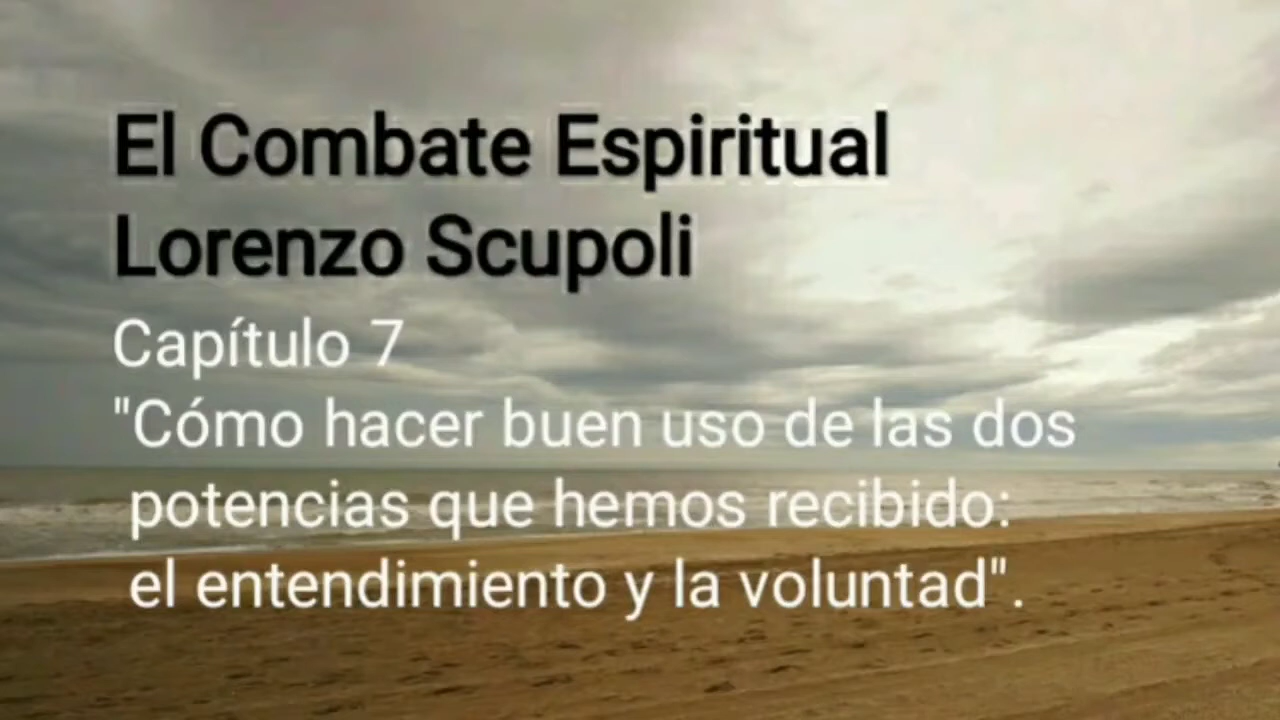 El Combate Espiritual
Lorenzo Scupoli
Capítulo 7
"Cómo hacer buen uso de las dos
potencias que hemos recibido:
el entendimiento y la voluntad".